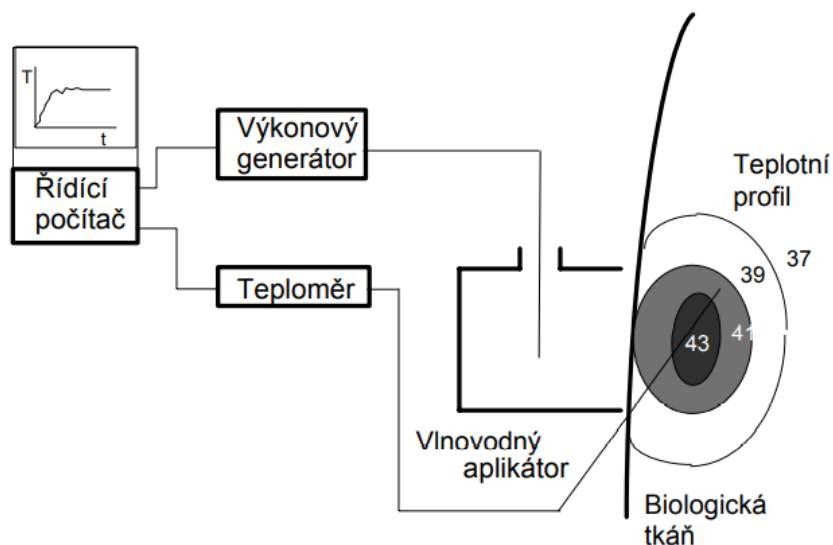 T
t
Řídící
počítač
Výkonový
generátor
Teploměr
Vlnovodný
aplikátor
Teplotní
profil
37
39
41
43
Biologická
tkáň